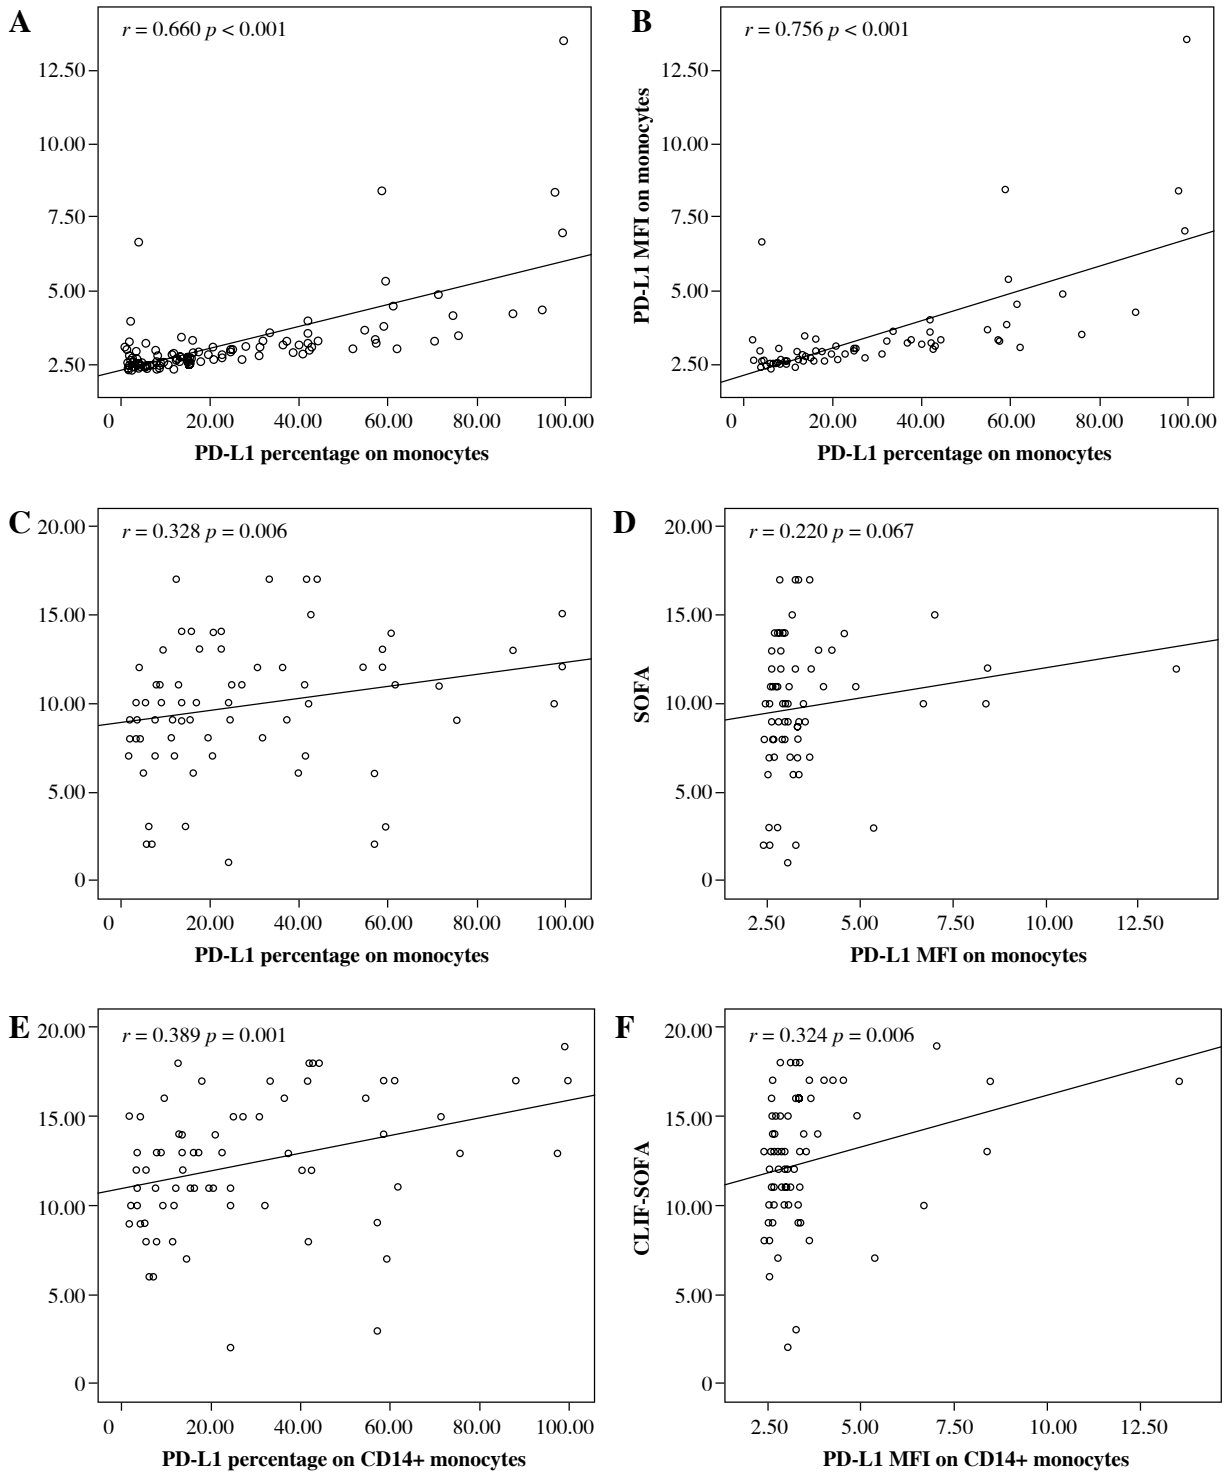 A
r = 0.660 p < 0.001
12.50
10.00
7.50
5.00
2.50
0 20.00 40.00 60.00 80.00 100.00
PD-L1 percentage on monocytes
B
r = 0.756 p < 0.001
PD-L1 MFI on monocytes
12.50
10.00
7.50
5.00
2.50
0 20.00 40.00 60.00 80.00 100.00
PD-L1 percentage on monocytes
C
r = 0.328 p = 0.006
20.00
15.00
10.00
5.00
0
0 20.00 40.00 60.00 80.00 100.00
PD-L1 percentage on monocytes
D
r = 0.220 p = 0.067
SOFA
20.00
15.00
10.00
5.00
0
2.50 5.00 7.50 10.00 12.50
PD-L1 MFI on monocytes
E
r = 0.389 p = 0.001
20.00
15.00
10.00
5.00
0
0 20.00 40.00 60.00 80.00 100.00
PD-L1 percentage on CD14+ monocytes
F
r = 0.324 p = 0.006
CLIF-SOFA
20.00
15.00
10.00
5.00
0
2.50 5.00 7.50 10.00 12.50
PD-L1 MFI on CD14+ monocytes